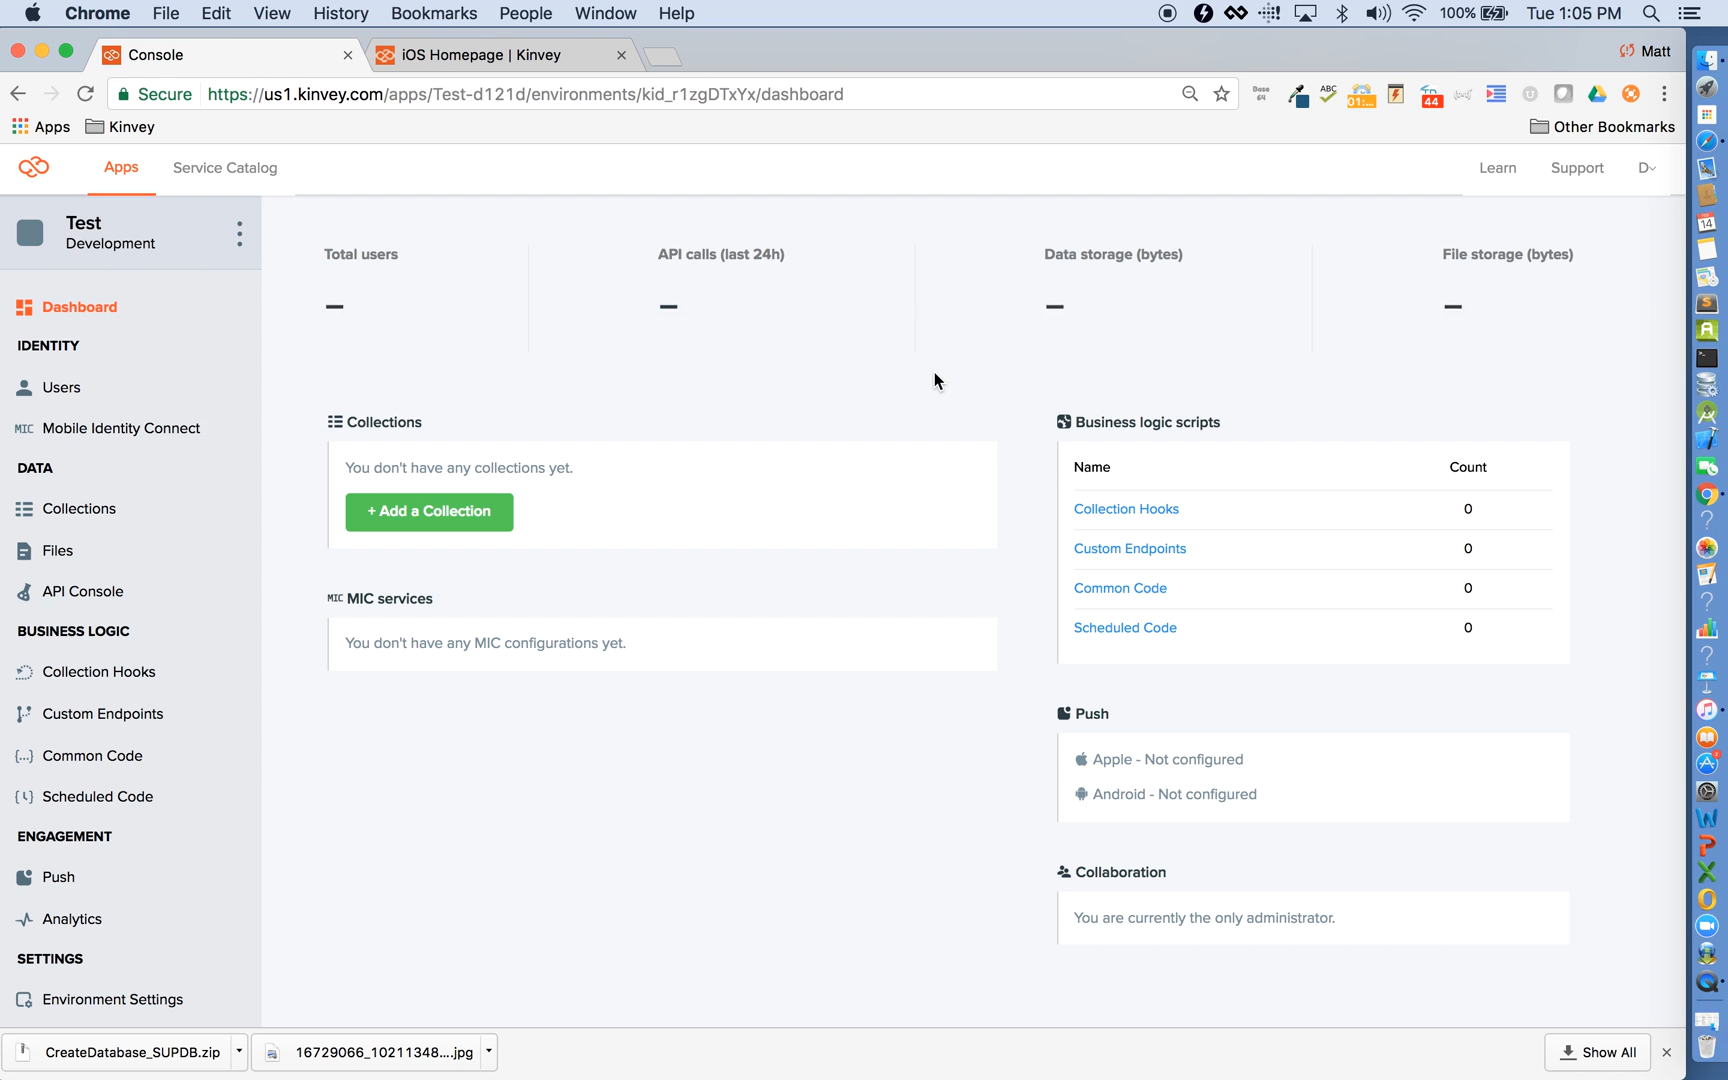 Chrome File Edit View History Bookmarks People Window Help 100% Tue 1:05 PM
Console iOS Homepage | Kinvey Matt
Secure https://us1.kinvey.com/apps/Test-d121d/environments/kid_r1zgDTxYx/dashboard
Apps Kinvey Other Bookmarks
Apps Service Catalog Learn Support D
Test
Development
Total users API calls (last 24h) Data storage (bytes) File storage (bytes)
– – – –
Dashboard
IDENTITY
Users
MIC Mobile Identity Connect
DATA
Collections
Files
API Console
BUSINESS LOGIC
Collection Hooks
Custom Endpoints
Common Code
Scheduled Code
ENGAGEMENT
Push
Analytics
SETTINGS
Environment Settings
Collections
You don't have any collections yet.
+ Add a Collection
MIC MIC services
You don't have any MIC configurations yet.
Business logic scripts
Name Count
Collection Hooks 0
Custom Endpoints 0
Common Code 0
Scheduled Code 0
Push
Apple - Not configured
Android - Not configured
Collaboration
You are currently the only administrator.
CreateDatabase_SUPDB.zip 16729066_10211348....jpg Show All